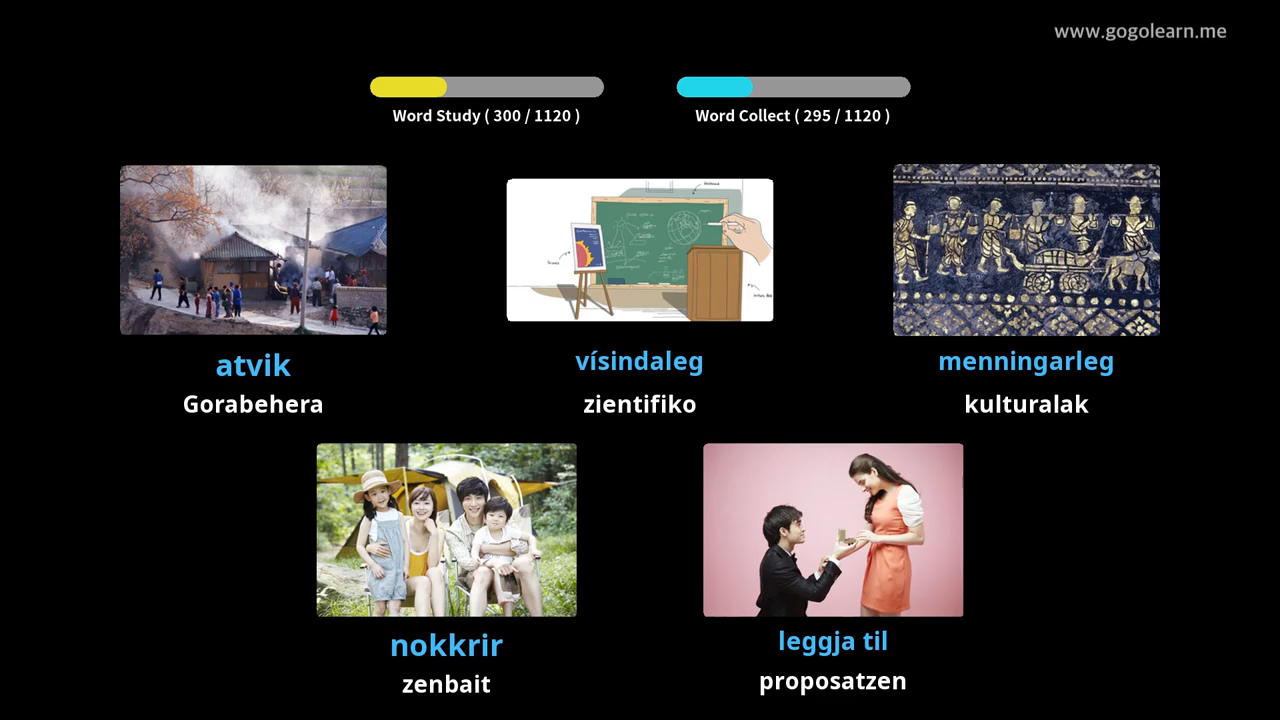 www.gogolearn.me
Word Study ( 300 / 1120 )
Word Collect ( 295 / 1120 )
atvik
Gorabehera
vísindaleg
zientifiko
menningarleg
kulturalak
nokkrir
zenbait
leggja til
proposatzen